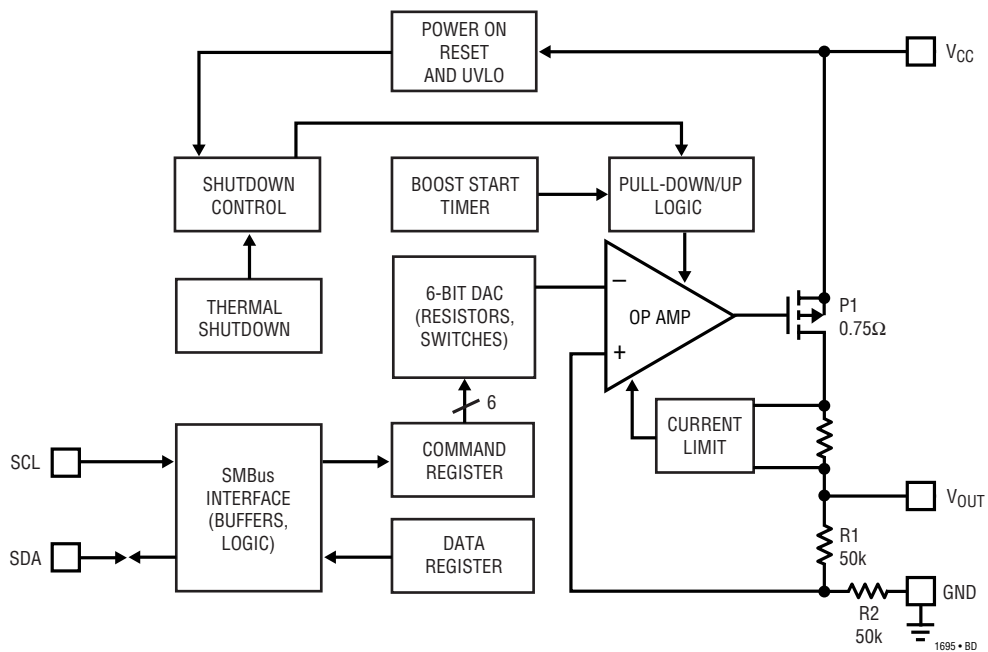 POWER ON
RESET
AND UVLO
VCC
SHUTDOWN
CONTROL
BOOST START
TIMER
PULL-DOWN/UP
LOGIC
THERMAL
SHUTDOWN
6-BIT DAC
(RESISTORS,
SWITCHES)
–
OP AMP
+
P1
0.75Ω
6
CURRENT
LIMIT
SCL
SMBus
INTERFACE
(BUFFERS,
LOGIC)
COMMAND
REGISTER
VOUT
SDA
DATA
REGISTER
R1
50k
GND
R2
50k
1695 • BD